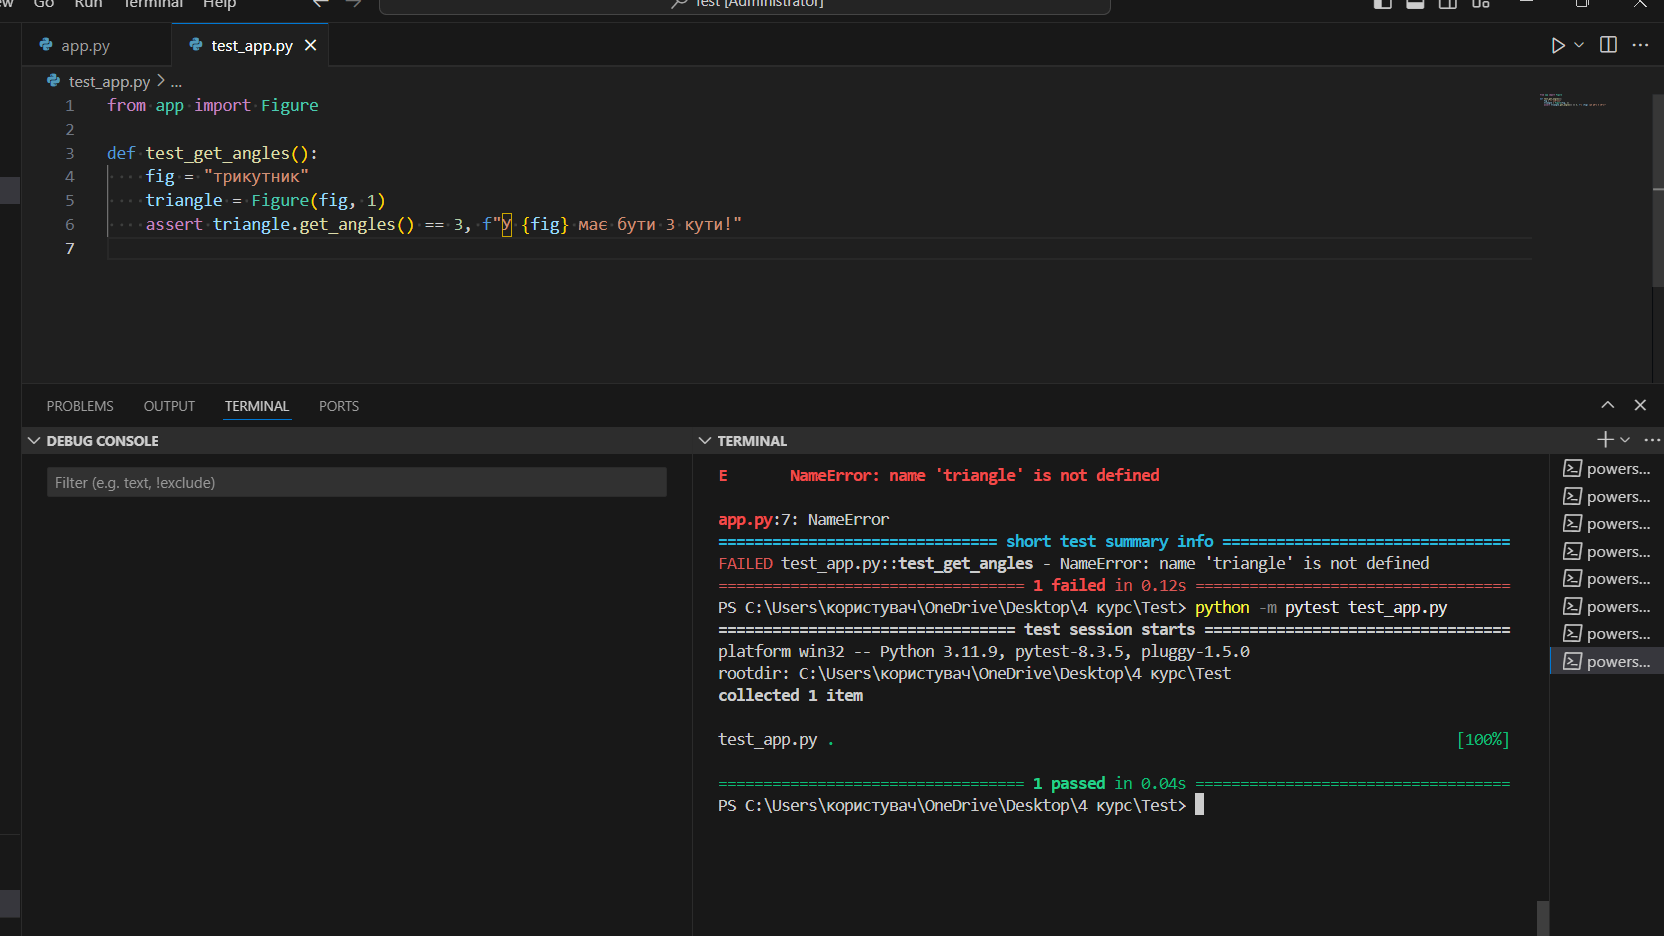 Go Run Terminal Help
Test [Administrator]
app.py
test_app.py
test_app.py > ...
1 from app import Figure
2
3 def test_get_angles():
4 fig = "трикутник"
5 triangle = Figure(fig, 1)
6 assert triangle.get_angles() == 3, f"У {fig} має бути 3 кути!"
7
PROBLEMS OUTPUT TERMINAL PORTS
DEBUG CONSOLE
Filter (e.g. text, !exclude)
TERMINAL
E NameError: name 'triangle' is not defined
app.py:7: NameError
=============================== short test summary info ================================
FAILED test_app.py::test_get_angles - NameError: name 'triangle' is not defined
================================== 1 failed in 0.12s ===================================
PS C:\Users\користувач\OneDrive\Desktop\4 курс\Test> python -m pytest test_app.py
================================= test session starts ==================================
platform win32 -- Python 3.11.9, pytest-8.3.5, pluggy-1.5.0
rootdir: C:\Users\користувач\OneDrive\Desktop\4 курс\Test
collected 1 item
test_app.py . [100%]
================================== 1 passed in 0.04s ===================================
PS C:\Users\користувач\OneDrive\Desktop\4 курс\Test>
powers...
powers...
powers...
powers...
powers...
powers...
powers...
powers...